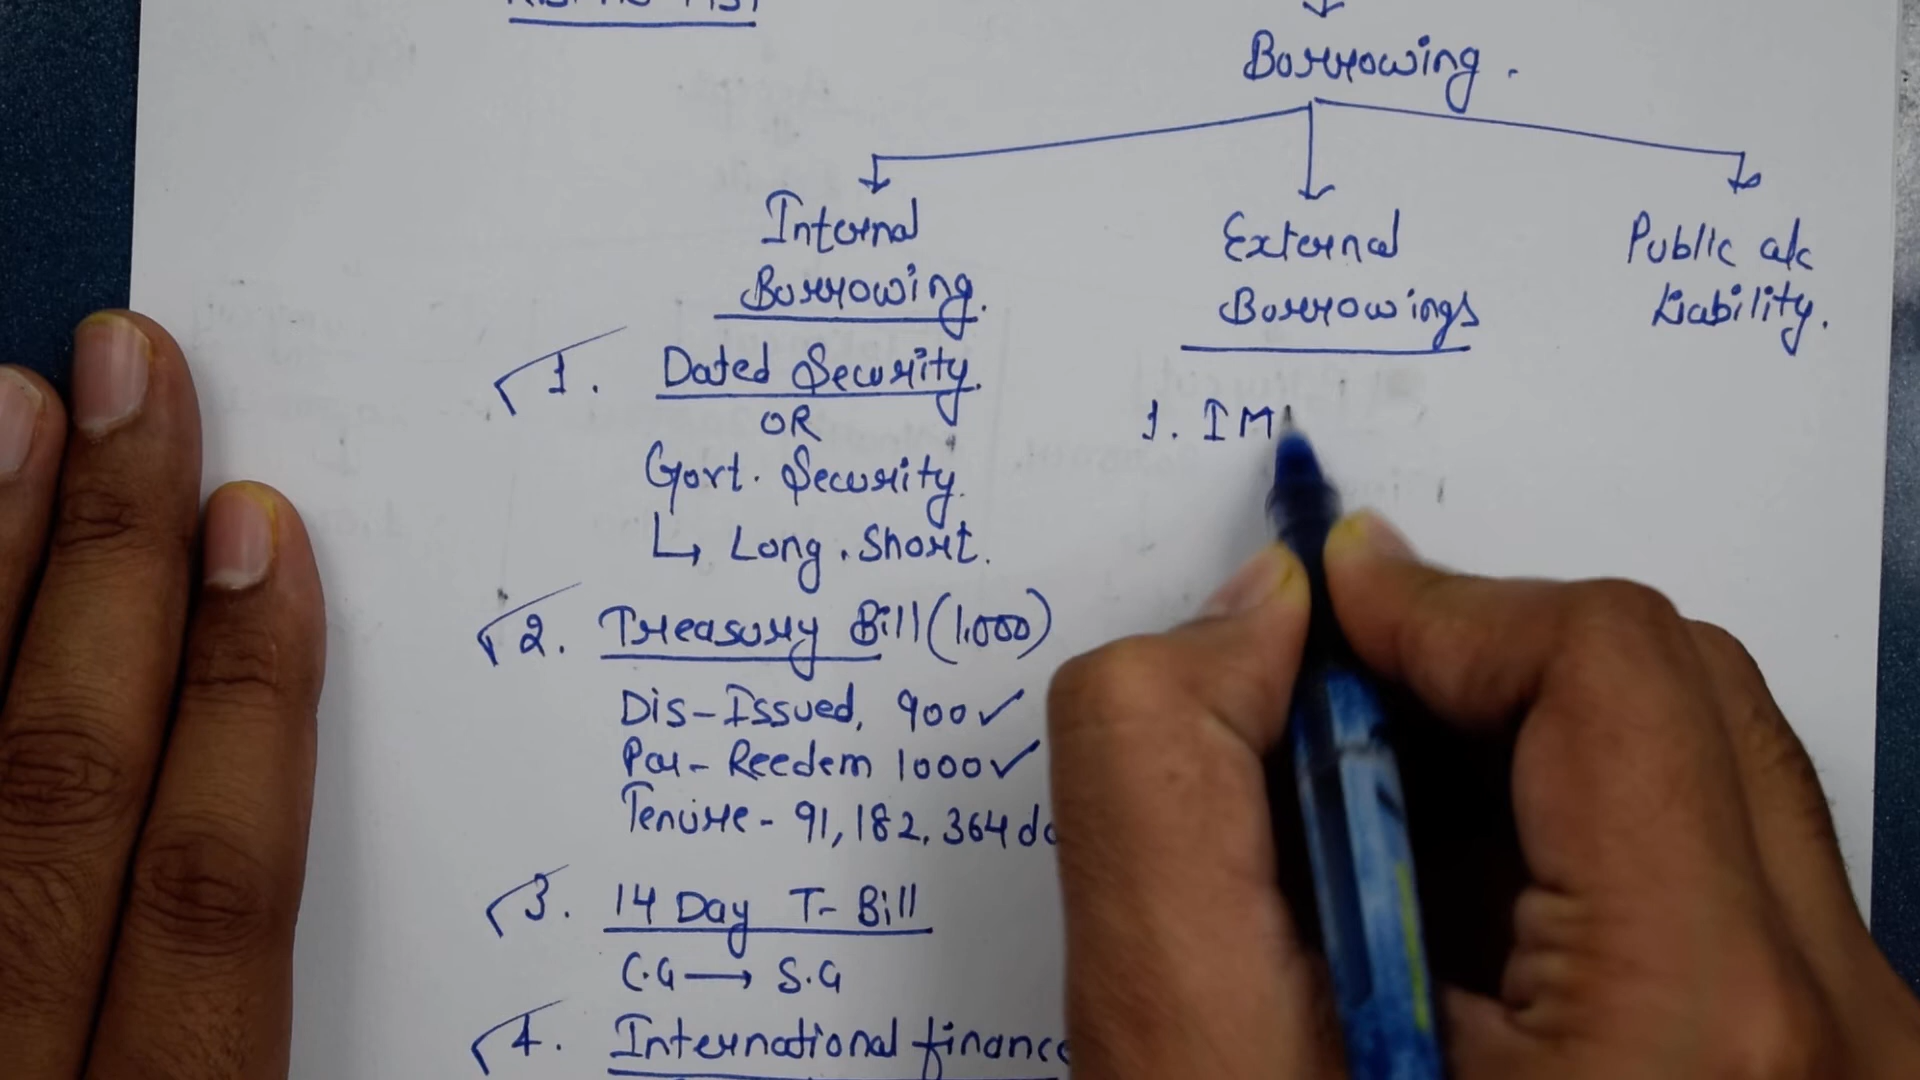 Borrowing.
Internal
Borrowing.
External
Borrowings
Public a/c
Liability.
1. Dated Security.
OR
Govt. Security.
↳ Long. Short.
2. Treasury Bill (1,000)
Dis-Issued, 900✓
Par-Reedem 1000✓
Tenure - 91, 182, 364 da
3. 14 Day T-Bill
C.G → S.G
4. International finance
1. IM